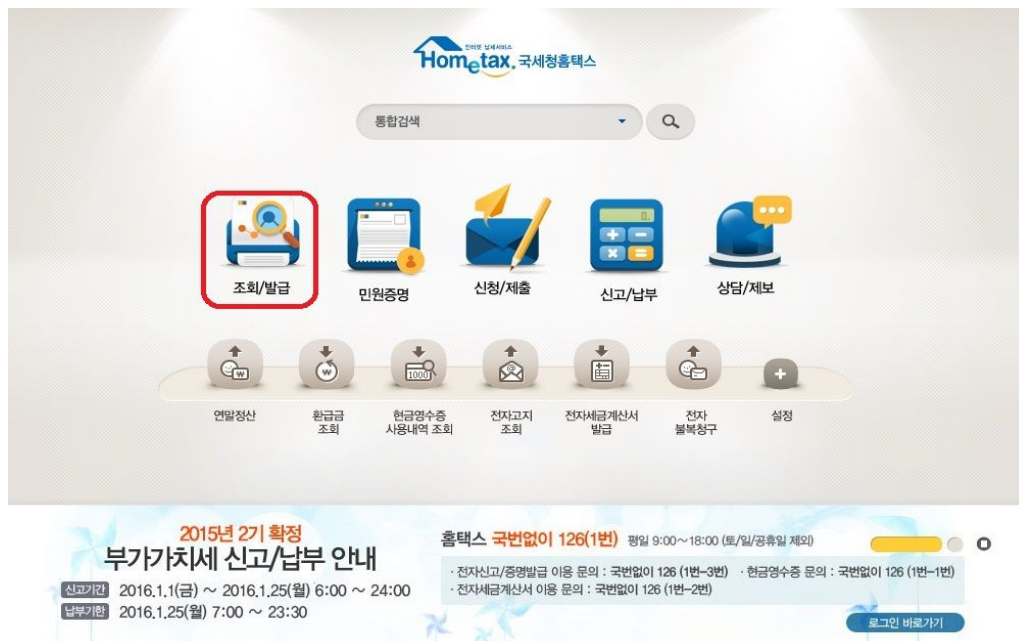 인터넷 납세서비스
Hometax. 국세청홈택스
통합검색
조회/발급
민원증명
신청/제출
신고/납부
상담/제보
연말정산
환급금
조회
현금영수증
사용내역 조회
전자고지
조회
전자세금계산서
발급
전자
불복청구
설정
2015년 2기 확정
부가가치세 신고/납부 안내
신고기간 2016.1.1(금) ~ 2016.1.25(월) 6:00 ~ 24:00
납부기한 2016.1.25(월) 7:00 ~ 23:30
홈택스 국번없이 126(1번) 평일 9:00~18:00 (토/일/공휴일 제외)
· 전자신고/증명발급 이용 문의 : 국번없이 126 (1번-3번) · 현금영수증 문의 : 국번없이 126 (1번-1번)
· 전자세금계산서 이용 문의 : 국번없이 126 (1번-2번)
로그인 바로가기